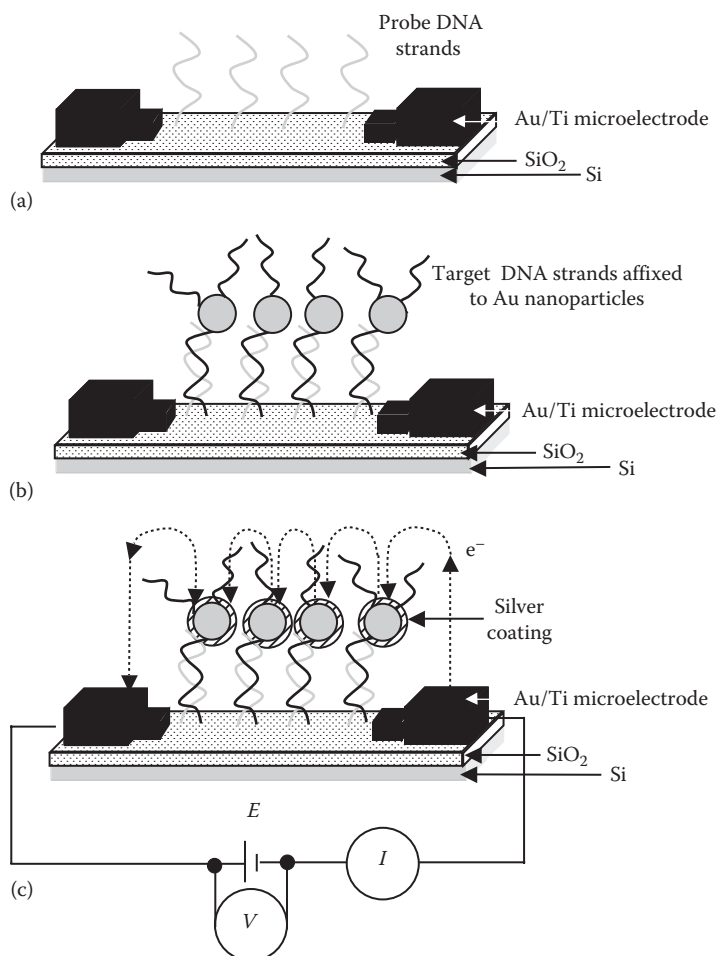 Probe DNA
strands
Au/Ti microelectrode
SiO₂
Si
(a)
Target DNA strands affixed
to Au nanoparticles
Au/Ti microelectrode
SiO₂
Si
(b)
e⁻
Silver
coating
Au/Ti microelectrode
SiO₂
Si
E
I
(c)
V